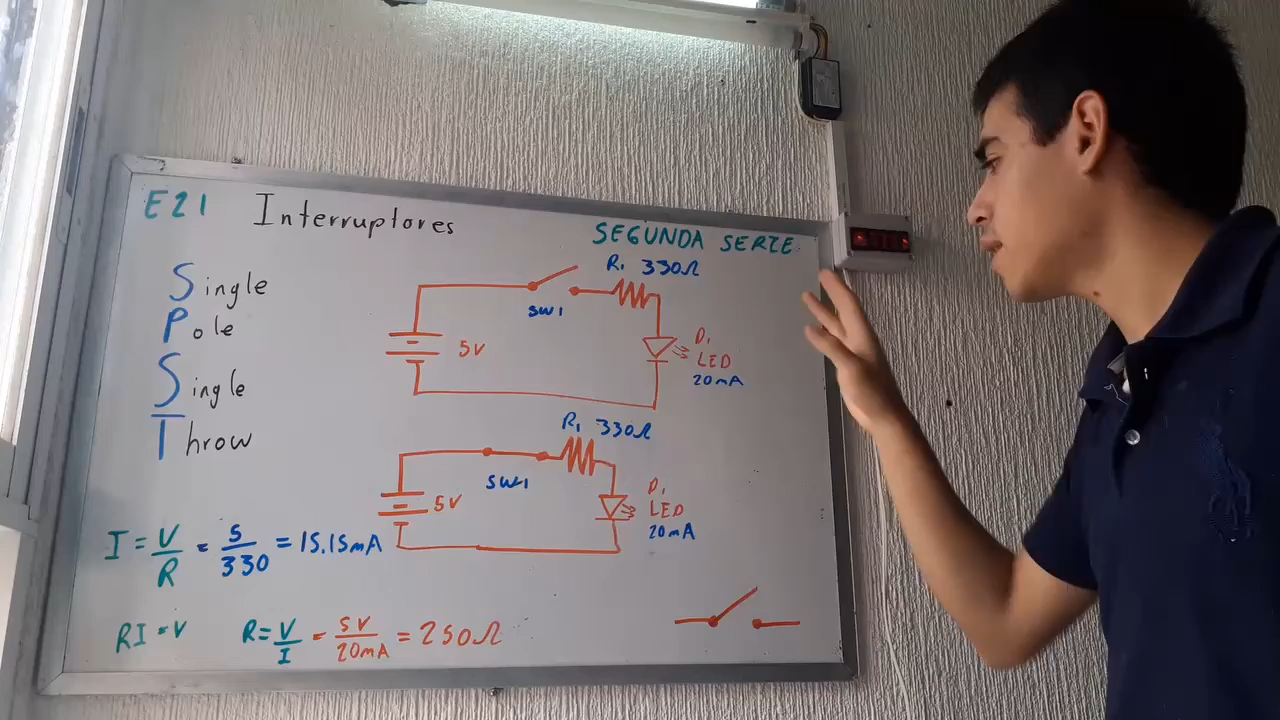 E21 Interruptores
SEGUNDA SERIE
Single
Pole
Single
Throw
R1 330Ω
SW1
5V
D1
LED
20mA
R1 330Ω
SW1
5V
D1
LED
20mA
I = V/R = 5/330 = 15.15mA
RI = V
R = V/I = 5V/20mA = 250Ω